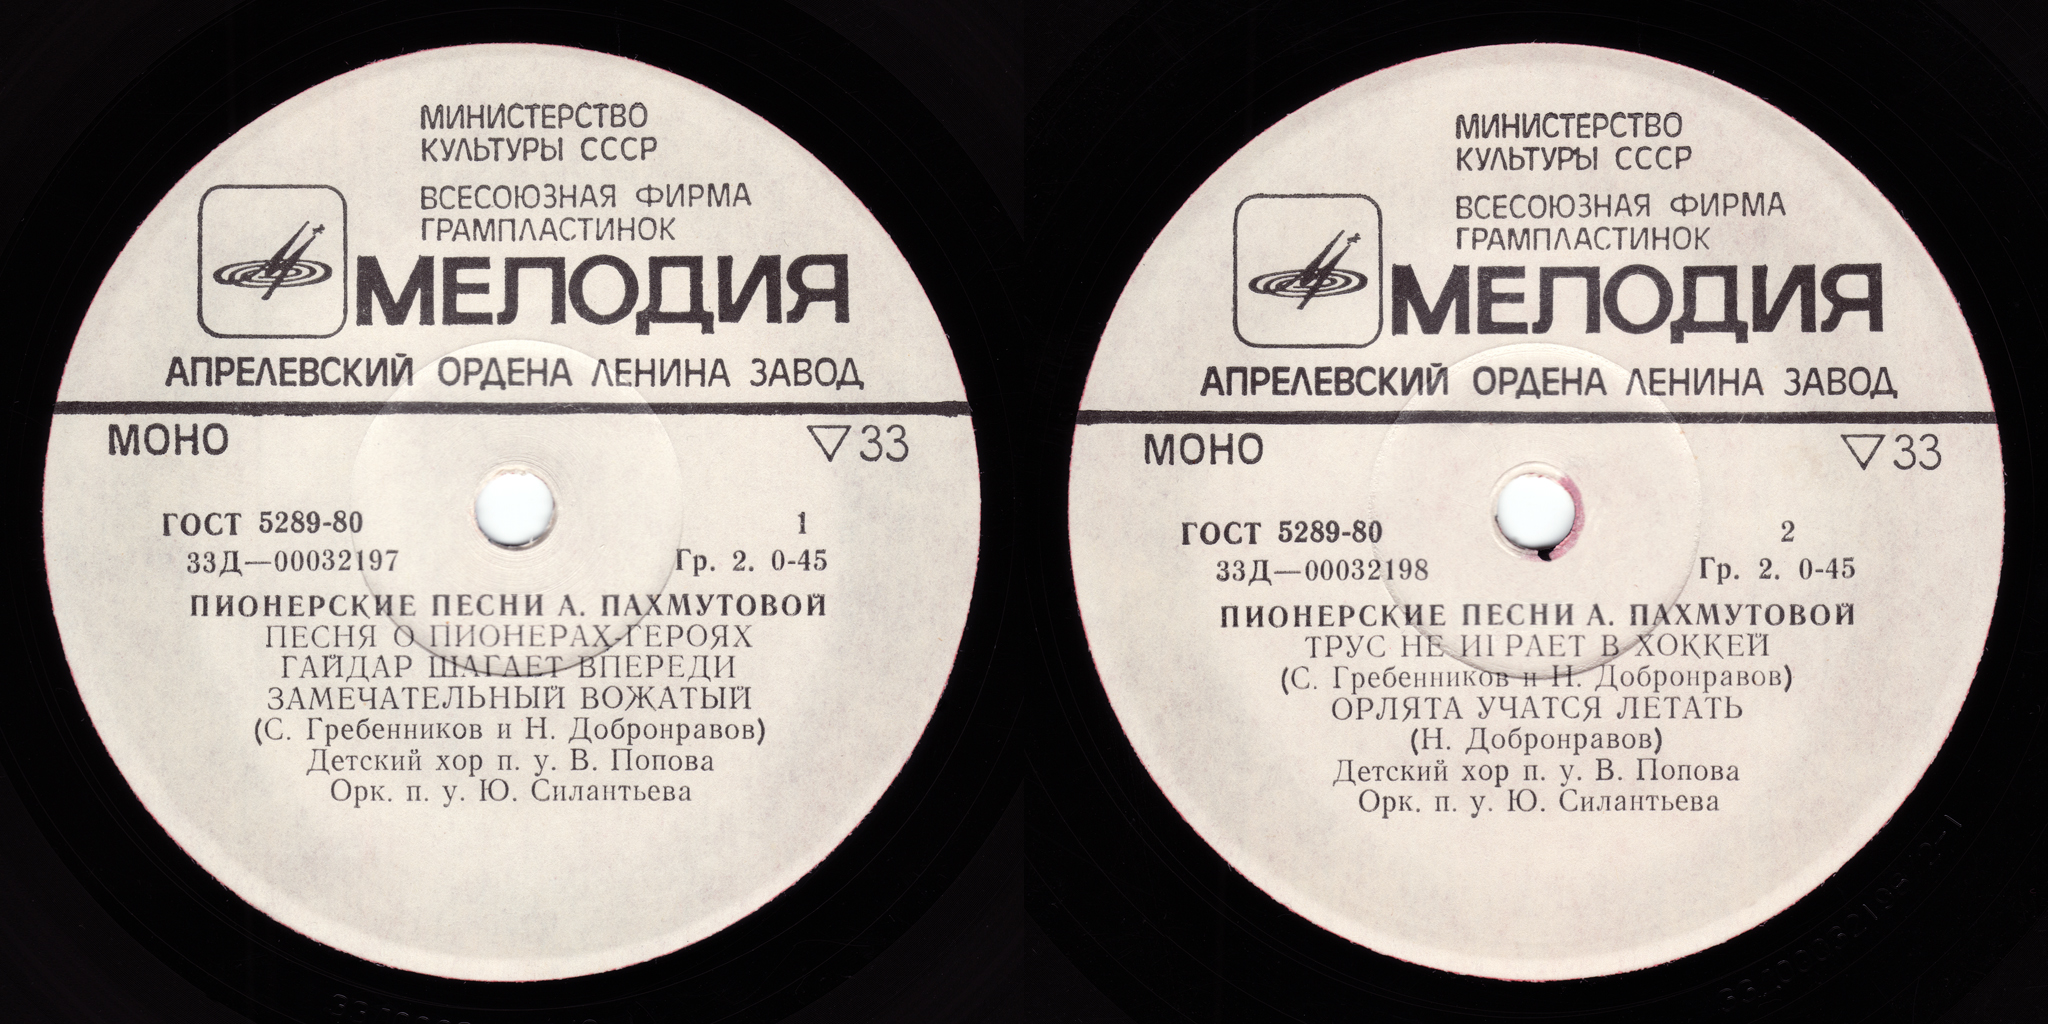 МИНИСТЕРСТВО
КУЛЬТУРЫ СССР
ВСЕСОЮЗНАЯ ФИРМА
ГРАМПЛАСТИНОК
МЕЛОДИЯ
АПРЕЛЕВСКИЙ ОРДЕНА ЛЕНИНА ЗАВОД
МОНО ▽33
ГОСТ 5289-80 1
33Д—00032197 Гр. 2. 0-45
ПИОНЕРСКИЕ ПЕСНИ А. ПАХМУТОВОЙ
ПЕСНЯ О ПИОНЕРАХ-ГЕРОЯХ
ГАЙДАР ШАГАЕТ ВПЕРЕДИ
ЗАМЕЧАТЕЛЬНЫЙ ВОЖАТЫЙ
(С. Гребенников и Н. Добронравов)
Детский хор п. у. В. Попова
Орк. п. у. Ю. Силантьева
МИНИСТЕРСТВО
КУЛЬТУРЫ СССР
ВСЕСОЮЗНАЯ ФИРМА
ГРАМПЛАСТИНОК
МЕЛОДИЯ
АПРЕЛЕВСКИЙ ОРДЕНА ЛЕНИНА ЗАВОД
МОНО ▽33
ГОСТ 5289-80 2
33Д—00032198 Гр. 2. 0-45
ПИОНЕРСКИЕ ПЕСНИ А. ПАХМУТОВОЙ
ТРУС НЕ ИГРАЕТ В ХОККЕЙ
(С. Гребенников и Н. Добронравов)
ОРЛЯТА УЧАТСЯ ЛЕТАТЬ
(Н. Добронравов)
Детский хор п. у. В. Попова
Орк. п. у. Ю. Силантьева